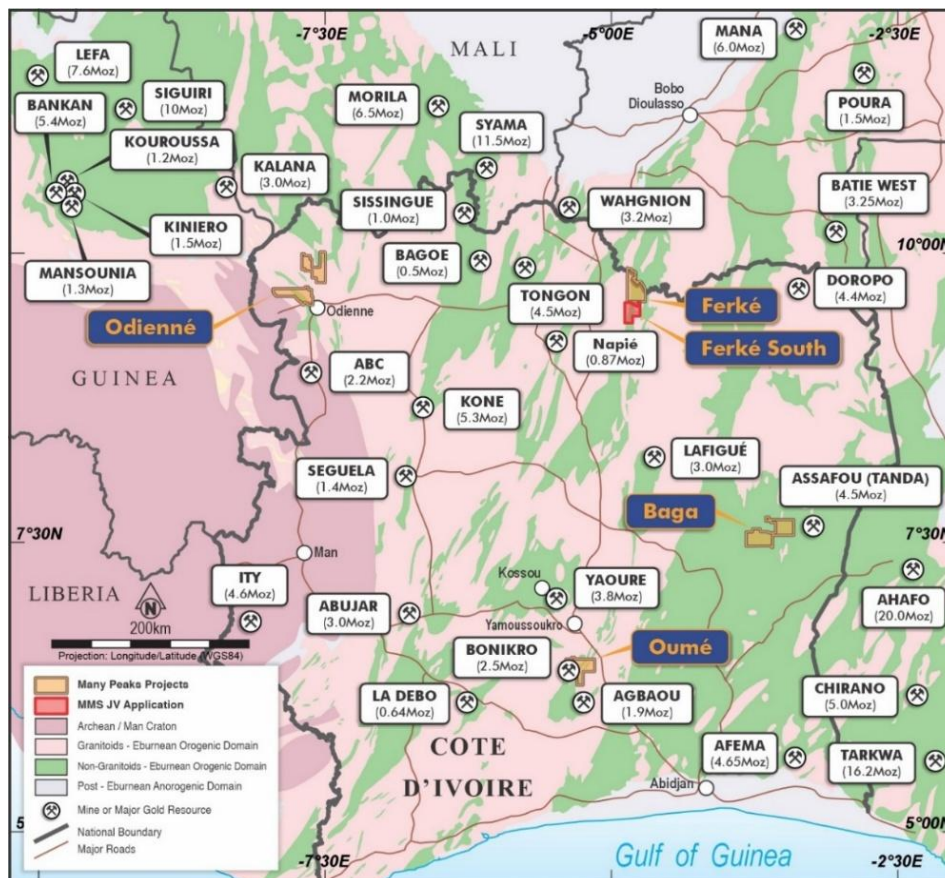 -7°30E
-5°00E
-2°30E
MALI
MANA
(6.0Moz)
LEFA
(7.6Moz)
SIGUIRI
(10Moz)
BANKAN
(5.4Moz)
MORILA
(6.5Moz)
Bobo
Dioulasso
POURA
(1.5Moz)
KOUROUSSA
(1.2Moz)
SYAMA
(11.5Moz)
KALANA
(3.0Moz)
SISSINGUE
(1.0Moz)
WAHGNION
(3.2Moz)
BATIE WEST
(3.25Moz)
KINIERO
(1.5Moz)
BAGOE
(0.5Moz)
10°00N
MANSOUNIA
(1.3Moz)
TONGON
(4.5Moz)
DOROPO
(4.4Moz)
Odienné
Odienne
Ferké
Napié
(0.87Moz)
Ferké South
GUINEA
ABC
(2.2Moz)
KONE
(5.3Moz)
LAFIGUÉ
(3.0Moz)
SEGUELA
(1.4Moz)
ASSAFOU (TANDA)
(4.5Moz)
Baga
7°30N
7°30N
Man
LIBERIA
ITY
(4.6Moz)
Kossou
YAOURE
(3.8Moz)
AHAFO
(20.0Moz)
N
200km
Projection: Longitude/Latitude (WGS84)
ABUJAR
(3.0Moz)
Yamoussoukro
BONIKRO
(2.5Moz)
Oumé
LA DEBO
(0.64Moz)
AGBAOU
(1.9Moz)
CHIRANO
(5.0Moz)
COTE
D'IVOIRE
AFEMA
(4.65Moz)
TARKWA
(16.2Moz)
Abidjan
Many Peaks Projects
MMS JV Application
Archean / Man Craton
Granitoids - Eburnean Orogenic Domain
Non-Granitoids - Eburnean Orogenic Domain
Post - Eburnean Anorogenic Domain
Mine or Major Gold Resource
National Boundary
Major Roads
5°00N
Gulf of Guinea
-7°30E
-5°00E
-2°30E